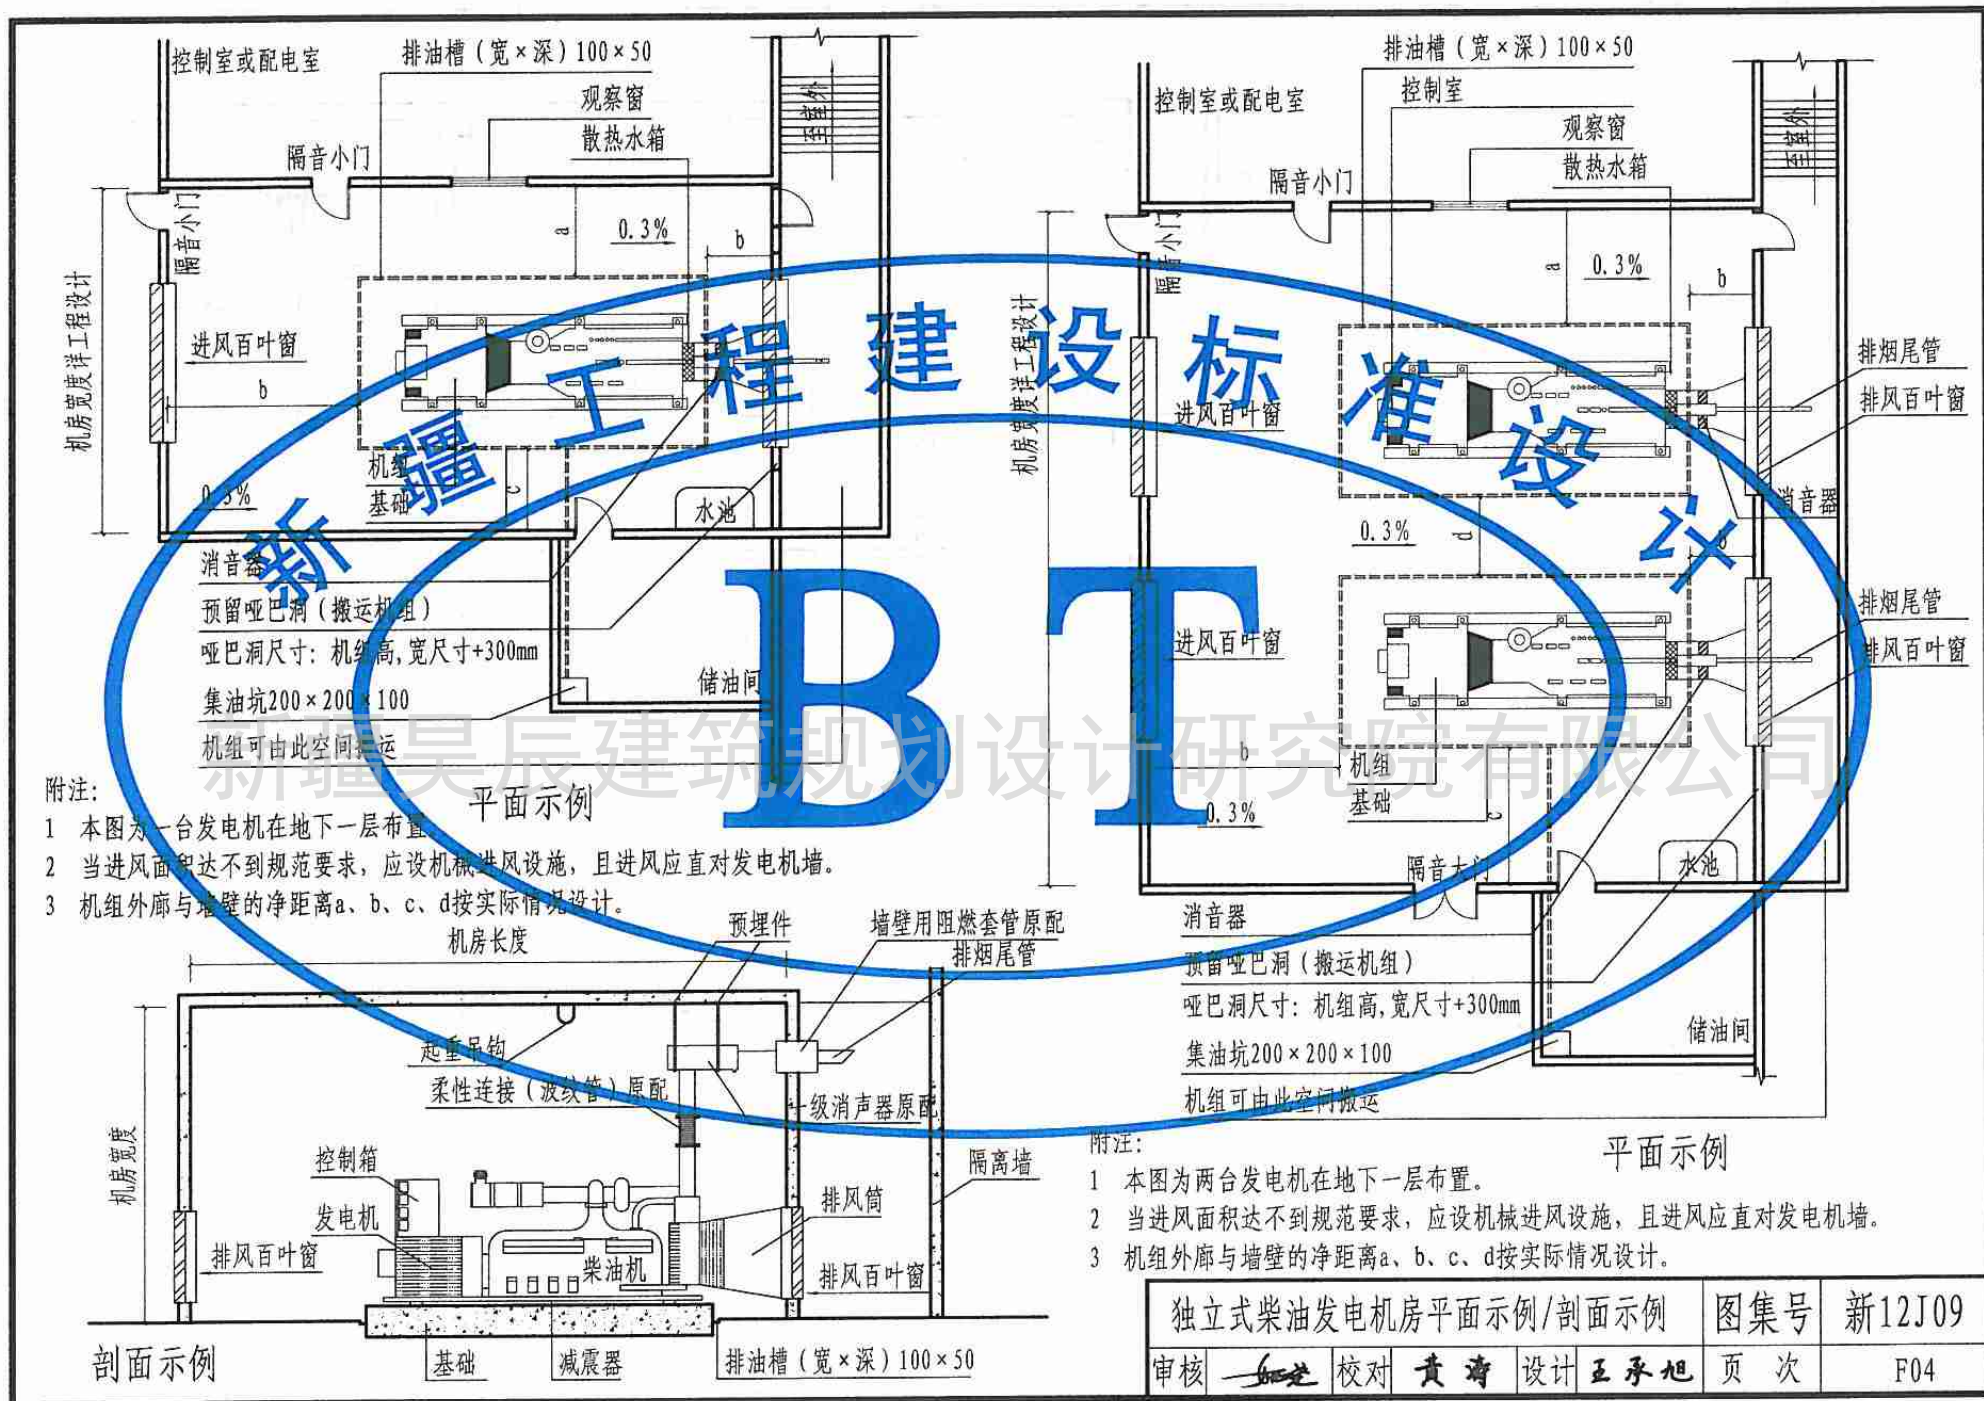 控制室或配电室
排油槽（宽×深）100×50
观察窗
散热水箱
至室外
隔音小门
隔音小门
a
0.3%
b
机房宽度详工程设计
进风百叶窗
b
机组
基础
0.3%
c
水池
消音器
预留哑巴洞（搬运机组）
哑巴洞尺寸：机组高,宽尺寸+300mm
集油坑200×200×100
储油间
机组可由此空间搬运
平面示例
附注：
1 本图为一台发电机在地下一层布置
2 当进风面积达不到规范要求，应设机械进风设施，且进风应直对发电机墙。
3 机组外廊与墙壁的净距离a、b、c、d按实际情况设计。
控制室或配电室
排油槽（宽×深）100×50
控制室
观察窗
散热水箱
至室外
隔音小门
隔音小门
a
0.3%
b
机房宽度详工程设计
进风百叶窗
排烟尾管
排风百叶窗
消音器
0.3%
d
b
进风百叶窗
排烟尾管
排风百叶窗
b
机组
基础
0.3%
c
隔音大门
水池
消音器
预留哑巴洞（搬运机组）
哑巴洞尺寸：机组高,宽尺寸+300mm
集油坑200×200×100
储油间
机组可由此空间搬运
平面示例
附注：
1 本图为两台发电机在地下一层布置。
2 当进风面积达不到规范要求，应设机械进风设施，且进风应直对发电机墙。
3 机组外廊与墙壁的净距离a、b、c、d按实际情况设计。
机房长度
预埋件
墙壁用阻燃套管原配
排烟尾管
起重吊钩
柔性连接（波纹管）原配
一级消声器原配
机房宽度
控制箱
发电机
排风百叶窗
柴油机
隔离墙
排风筒
排风百叶窗
剖面示例
基础
减震器
排油槽（宽×深）100×50
新疆工程建设标准设计
BT
新疆昊辰建筑规划设计研究院有限公司
独立式柴油发电机房平面示例/剖面示例
图集号
新12J09
审核
校对
黄涛
设计
王承旭
页次
F04